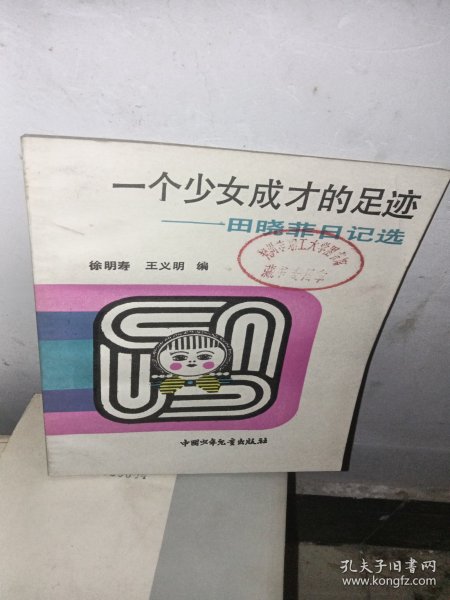 一个少女成才的足迹
——田晓菲日记选
徐明寿 王义明 编
中国少年儿童出版社
孔夫子旧书网
www.kongfz.com